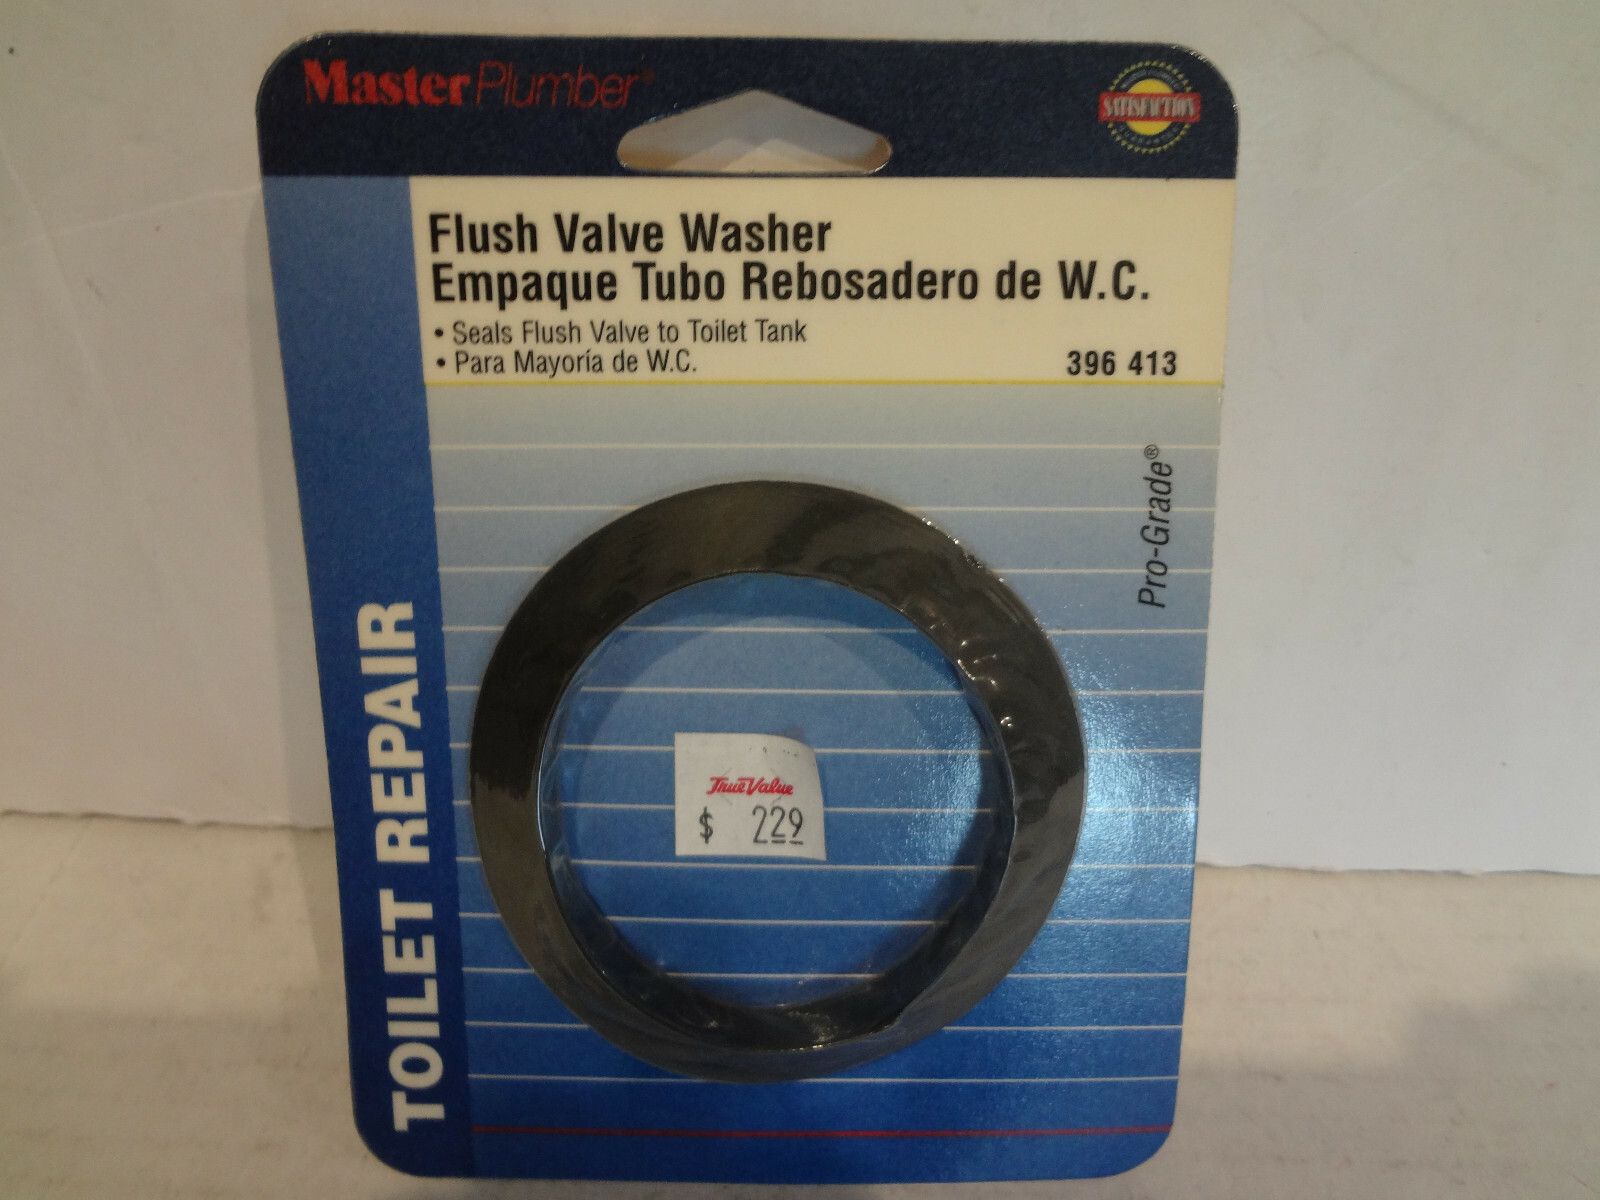 Master Plumber®
SATISFACTION
GUARANTEED
Flush Valve Washer
Empaque Tubo Rebosadero de W.C.
• Seals Flush Valve to Toilet Tank
• Para Mayoría de W.C.
396 413
Pro-Grade®
TOILET REPAIR
True Value
$ 229